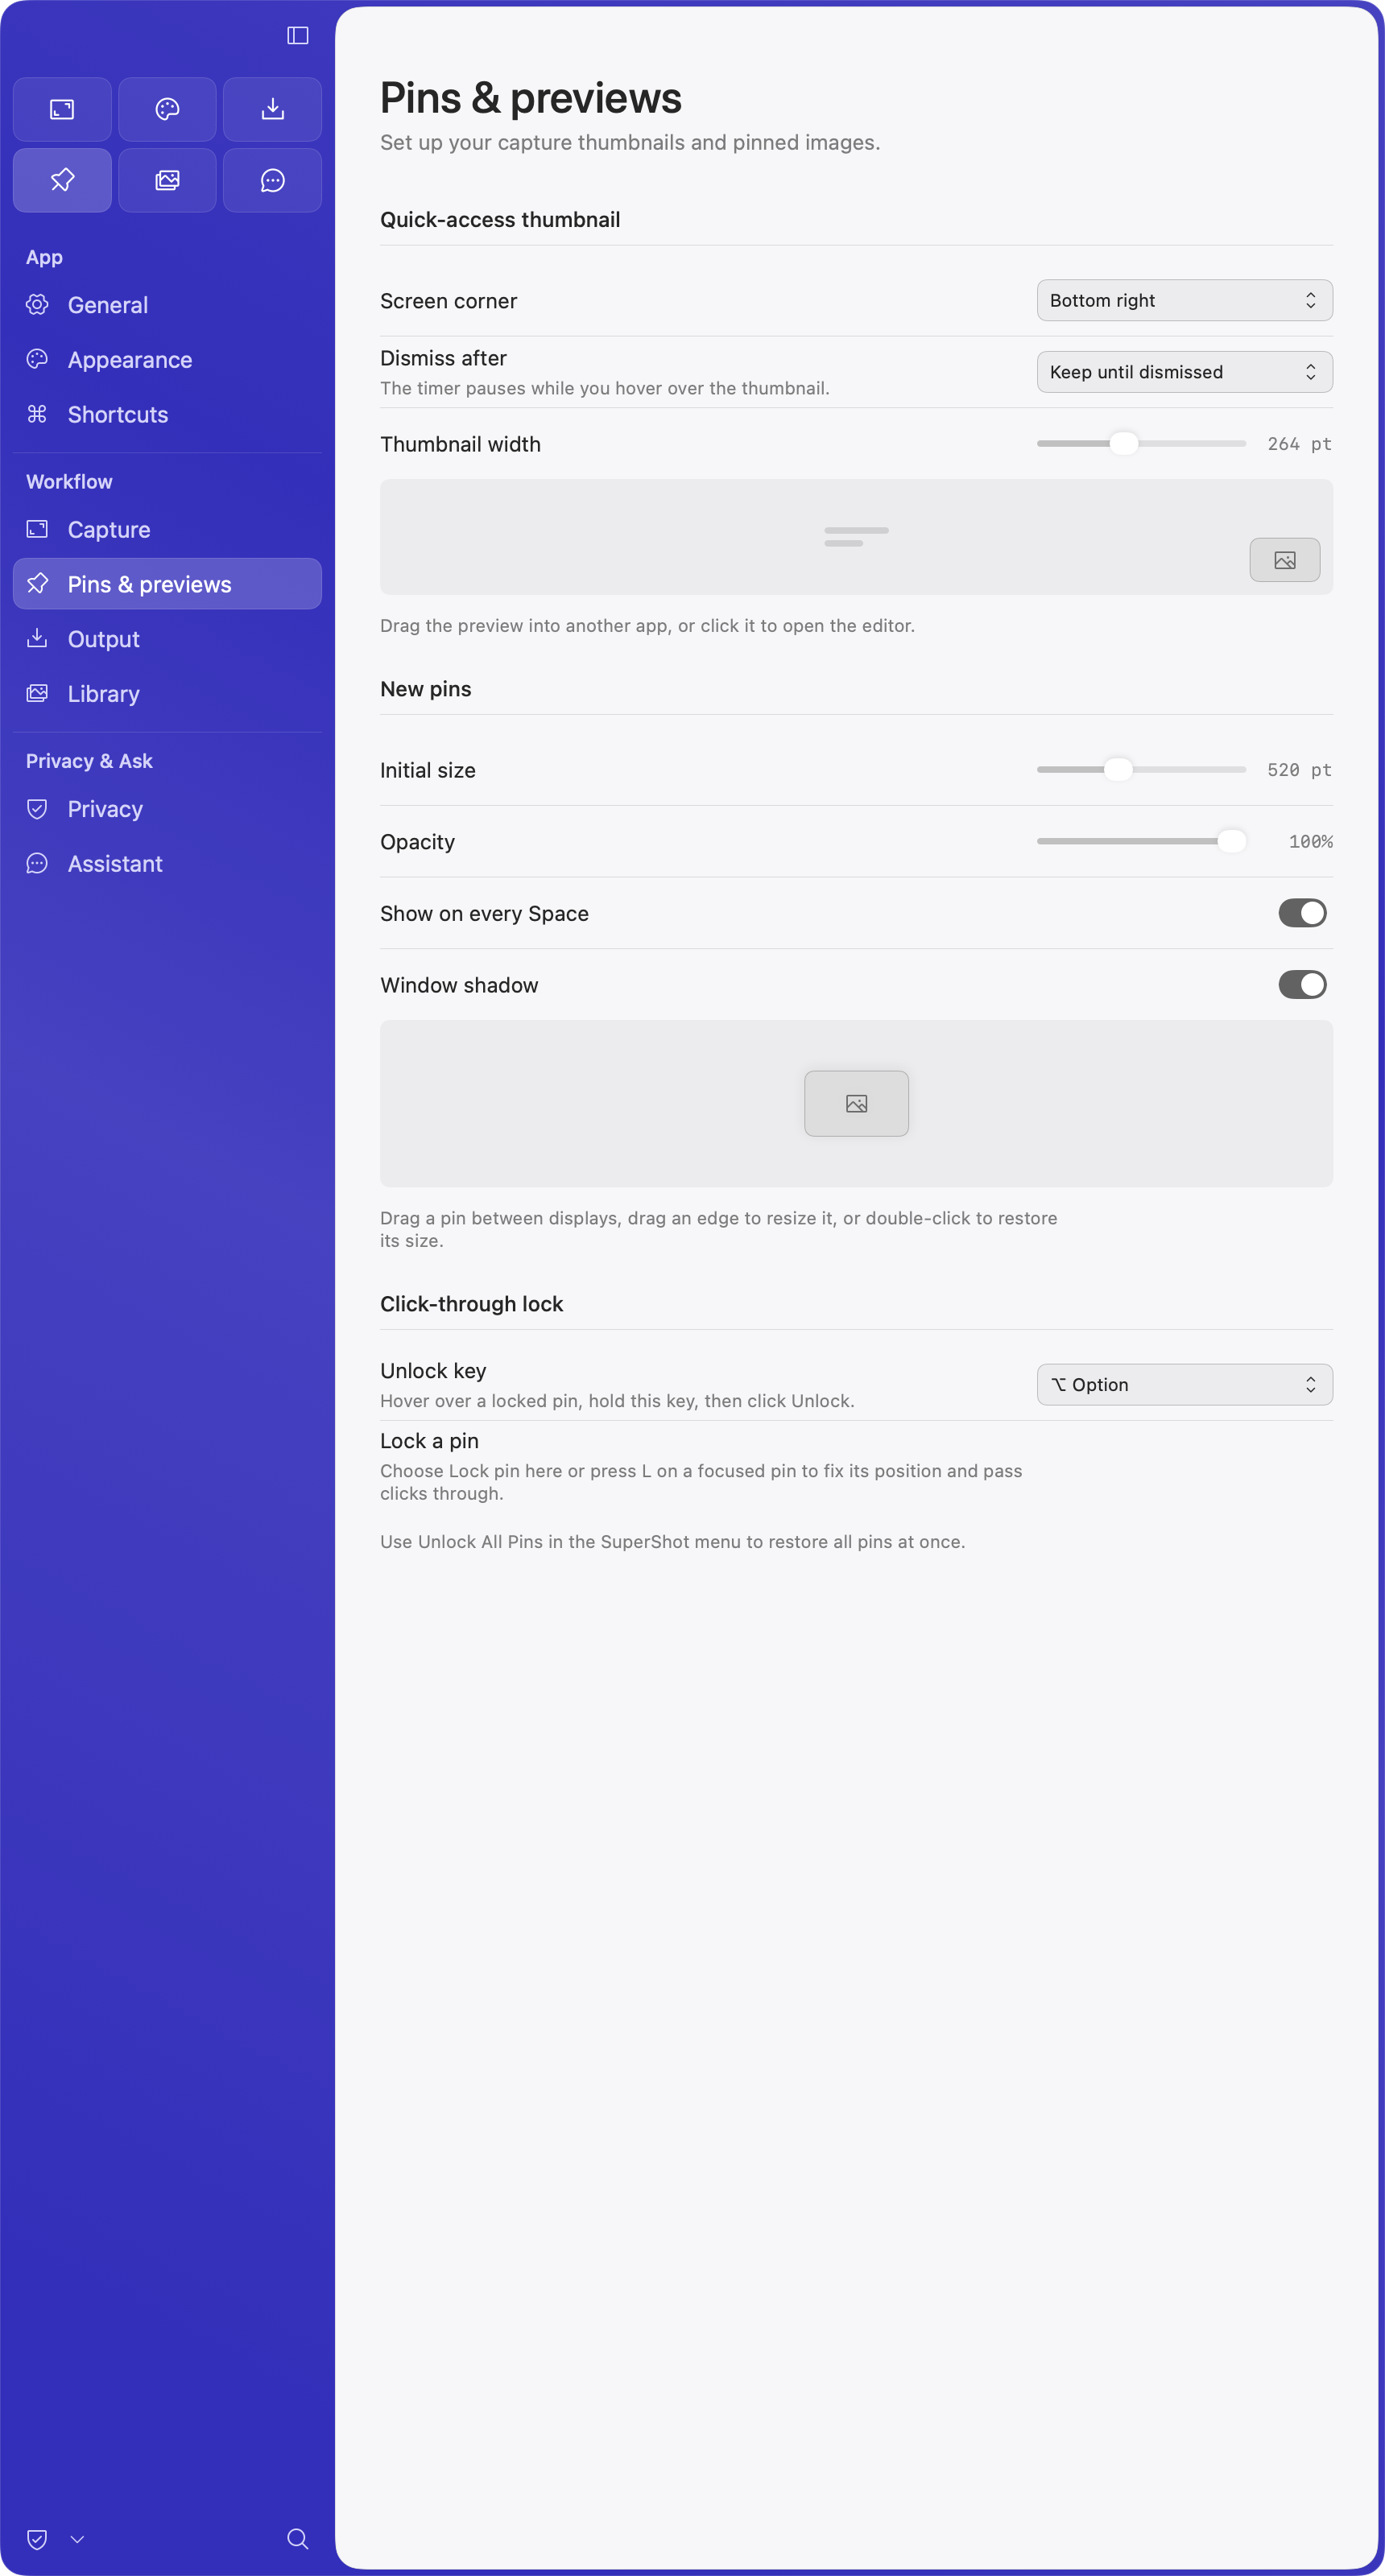 App
General
Appearance
Shortcuts
Workflow
Capture
Pins & previews
Output
Library
Privacy & Ask
Privacy
Assistant
Pins & previews
Set up your capture thumbnails and pinned images.
Quick-access thumbnail
Screen corner
Bottom right
Dismiss after
The timer pauses while you hover over the thumbnail.
Keep until dismissed
Thumbnail width
264 pt
Drag the preview into another app, or click it to open the editor.
New pins
Initial size
520 pt
Opacity
100%
Show on every Space
Window shadow
Drag a pin between displays, drag an edge to resize it, or double-click to restore
its size.
Click-through lock
Unlock key
Hover over a locked pin, hold this key, then click Unlock.
⌥ Option
Lock a pin
Choose Lock pin here or press L on a focused pin to fix its position and pass
clicks through.
Use Unlock All Pins in the SuperShot menu to restore all pins at once.